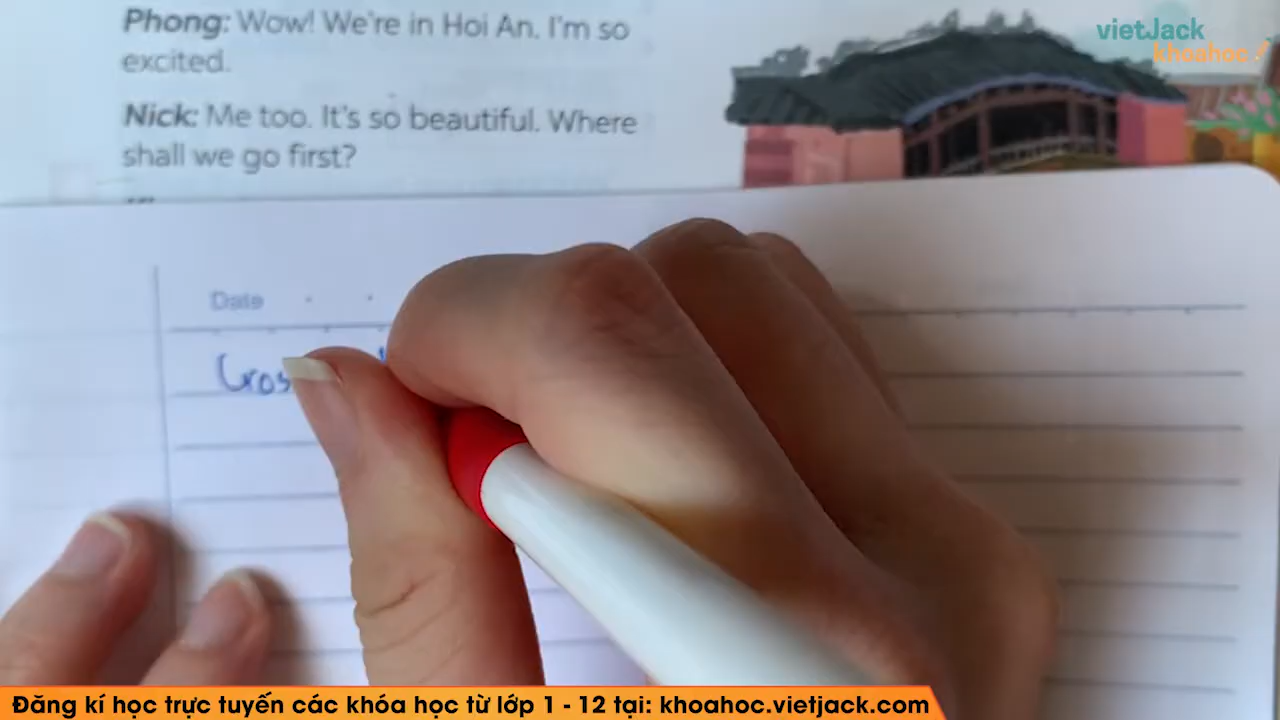 Phong: Wow! We're in Hoi An. I'm so
excited.
Nick: Me too. It's so beautiful. Where
shall we go first?
vietJack
khoahoc
Date
Đăng kí học trực tuyến các khóa học từ lớp 1 - 12 tại: khoahoc.vietjack.com